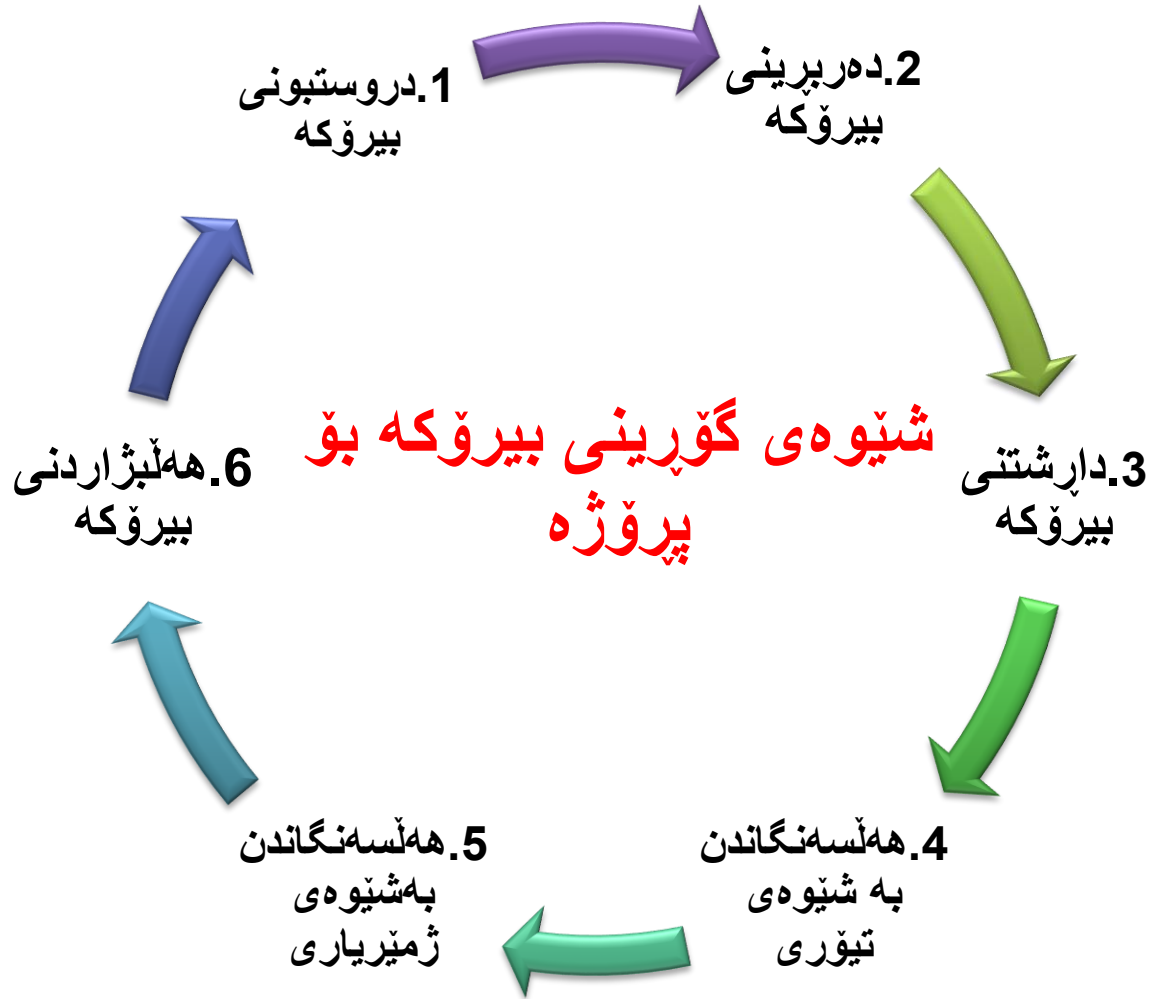 1.دروستبونی
بیرۆکە
2.دەربڕینی
بیرۆکە
3.داڕشتنی
بیرۆکە
4.هەڵسەنگاندن
بە شێوەی
تیۆری
5.هەڵسەنگاندن
بەشێوەی
ژمێریاری
6.هەڵبژاردنی
بیرۆکە
شێوەی گۆڕینی بیرۆکە بۆ
پڕۆژە